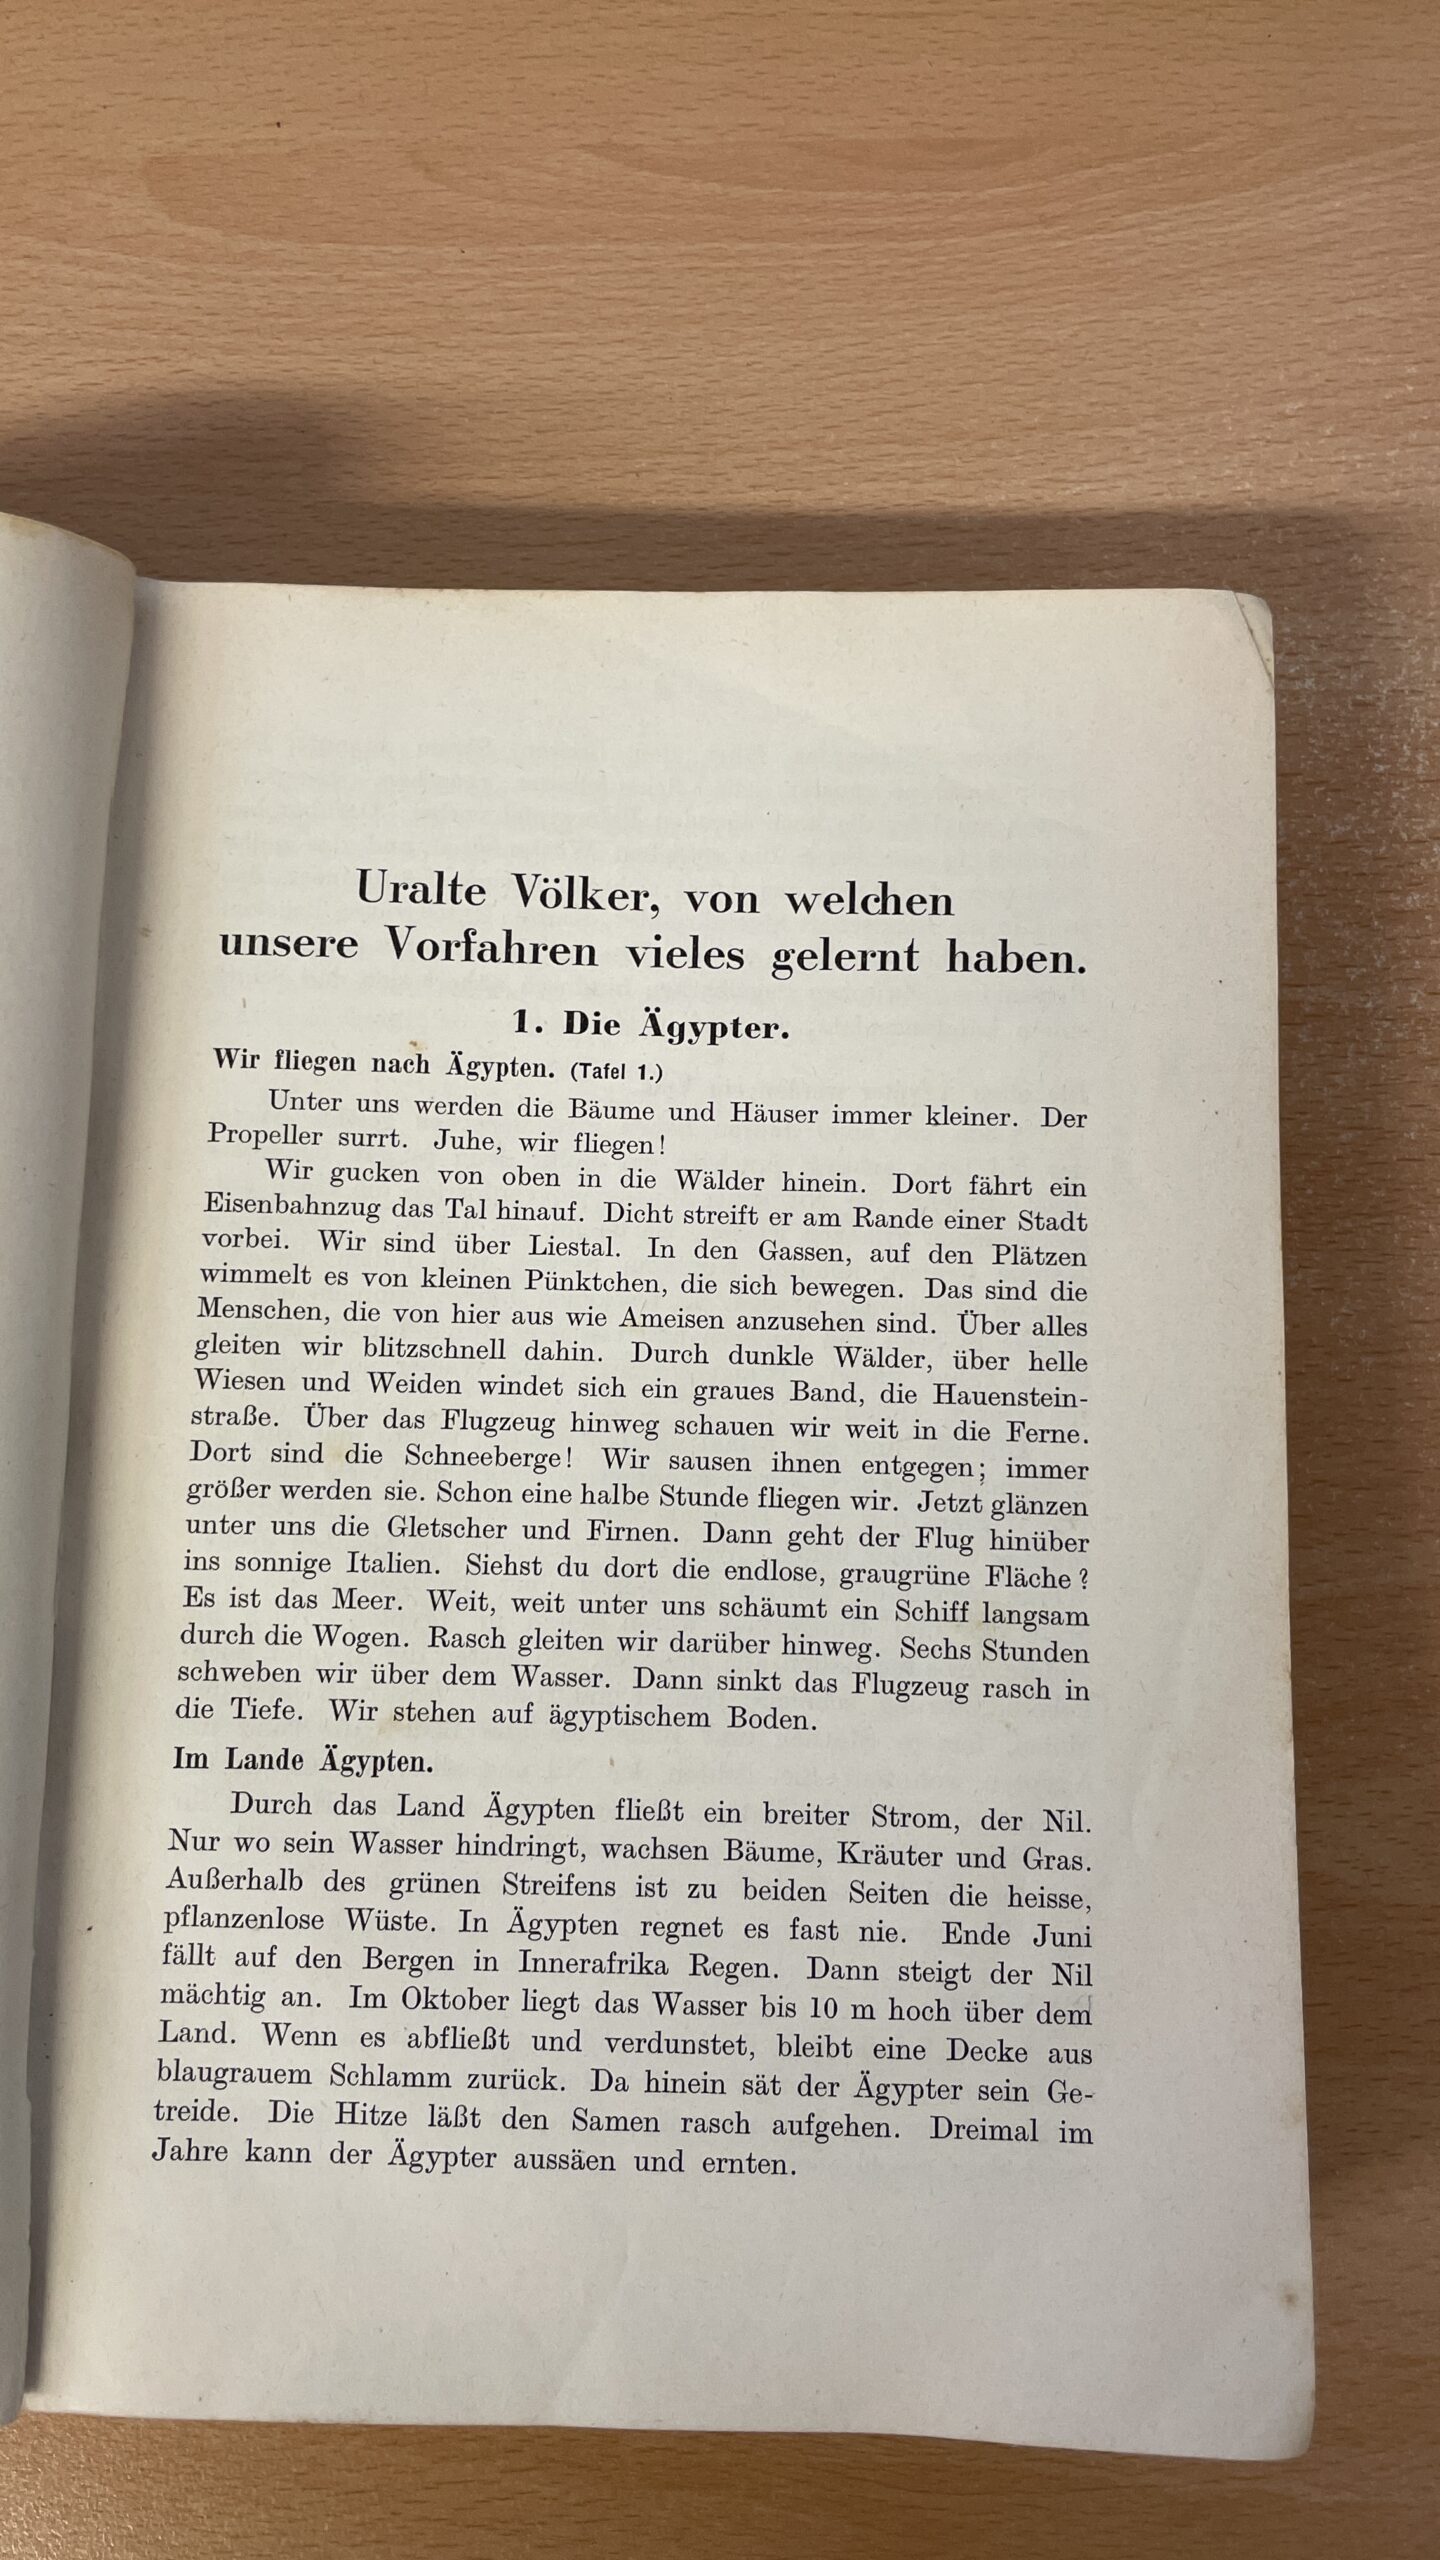 Uralte Völker, von welchen
unsere Vorfahren vieles gelernt haben.
1. Die Ägypter.
Wir fliegen nach Ägypten. (Tafel 1.)
Unter uns werden die Bäume und Häuser immer kleiner. Der
Propeller surrt. Juhe, wir fliegen!
Wir gucken von oben in die Wälder hinein. Dort fährt ein
Eisenbahnzug das Tal hinauf. Dicht streift er am Rande einer Stadt
vorbei. Wir sind über Liestal. In den Gassen, auf den Plätzen
wimmelt es von kleinen Pünktchen, die sich bewegen. Das sind die
Menschen, die von hier aus wie Ameisen anzusehen sind. Über alles
gleiten wir blitzschnell dahin. Durch dunkle Wälder, über helle
Wiesen und Weiden windet sich ein graues Band, die Hauenstein-
straße. Über das Flugzeug hinweg schauen wir weit in die Ferne.
Dort sind die Schneeberge! Wir sausen ihnen entgegen; immer
größer werden sie. Schon eine halbe Stunde fliegen wir. Jetzt glänzen
unter uns die Gletscher und Firnen. Dann geht der Flug hinüber
ins sonnige Italien. Siehst du dort die endlose, graugrüne Fläche?
Es ist das Meer. Weit, weit unter uns schäumt ein Schiff langsam
durch die Wogen. Rasch gleiten wir darüber hinweg. Sechs Stunden
schweben wir über dem Wasser. Dann sinkt das Flugzeug rasch in
die Tiefe. Wir stehen auf ägyptischem Boden.
Im Lande Ägypten.
Durch das Land Ägypten fließt ein breiter Strom, der Nil.
Nur wo sein Wasser hindringt, wachsen Bäume, Kräuter und Gras.
Außerhalb des grünen Streifens ist zu beiden Seiten die heisse,
pflanzenlose Wüste. In Ägypten regnet es fast nie. Ende Juni
fällt auf den Bergen in Innerafrika Regen. Dann steigt der Nil
mächtig an. Im Oktober liegt das Wasser bis 10 m hoch über dem
Land. Wenn es abfließt und verdunstet, bleibt eine Decke aus
blaugrauem Schlamm zurück. Da hinein sät der Ägypter sein Ge-
treide. Die Hitze läßt den Samen rasch aufgehen. Dreimal im
Jahre kann der Ägypter aussäen und ernten.